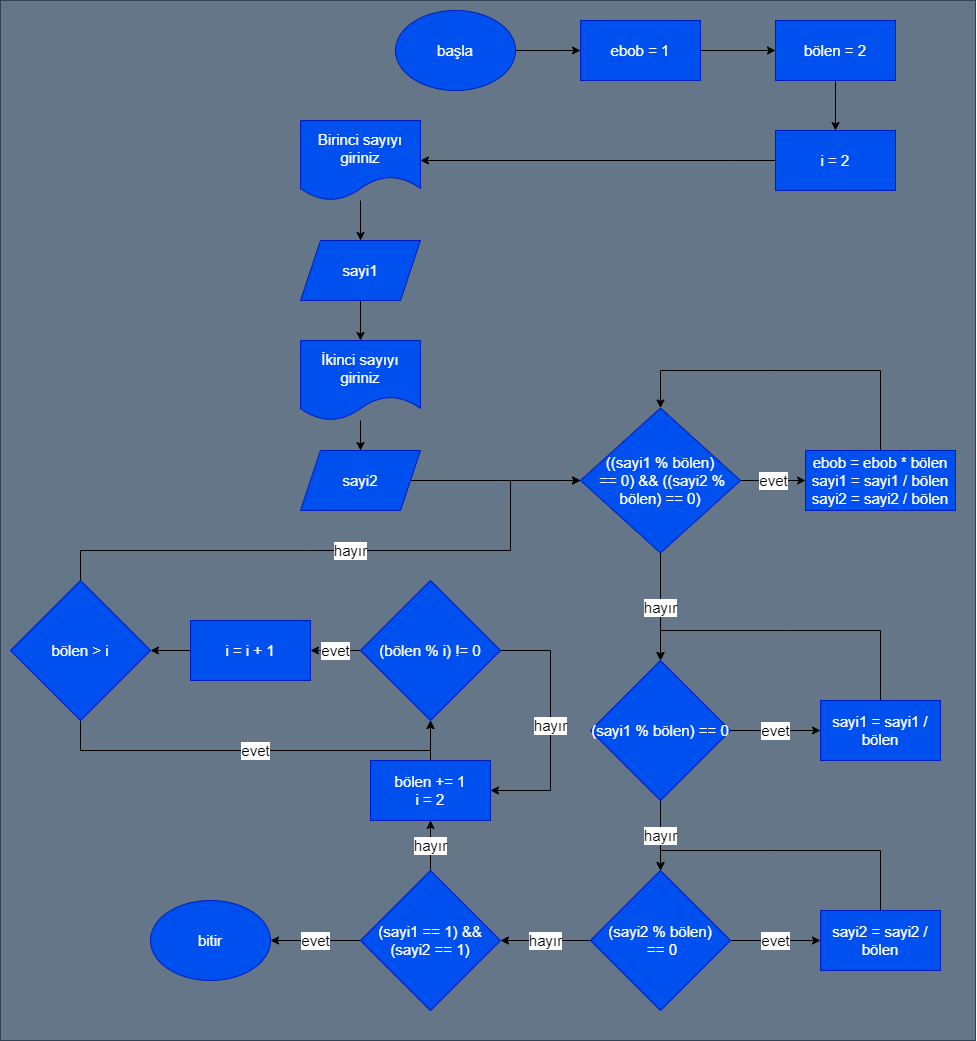 başla
ebob = 1
bölen = 2
i = 2
Birinci sayıyı
giriniz
sayi1
İkinci sayıyı
giriniz
sayi2
((sayi1 % bölen)
== 0) && ((sayi2 %
bölen) == 0)
evet
ebob = ebob * bölen
sayi1 = sayi1 / bölen
sayi2 = sayi2 / bölen
hayır
hayır
bölen > i
i = i + 1
evet
(bölen % i) != 0
hayır
evet
(sayi1 % bölen) == 0
evet
sayi1 = sayi1 /
bölen
bölen += 1
i = 2
hayır
hayır
bitir
evet
(sayi1 == 1) &&
(sayi2 == 1)
hayır
(sayi2 % bölen)
== 0
evet
sayi2 = sayi2 /
bölen